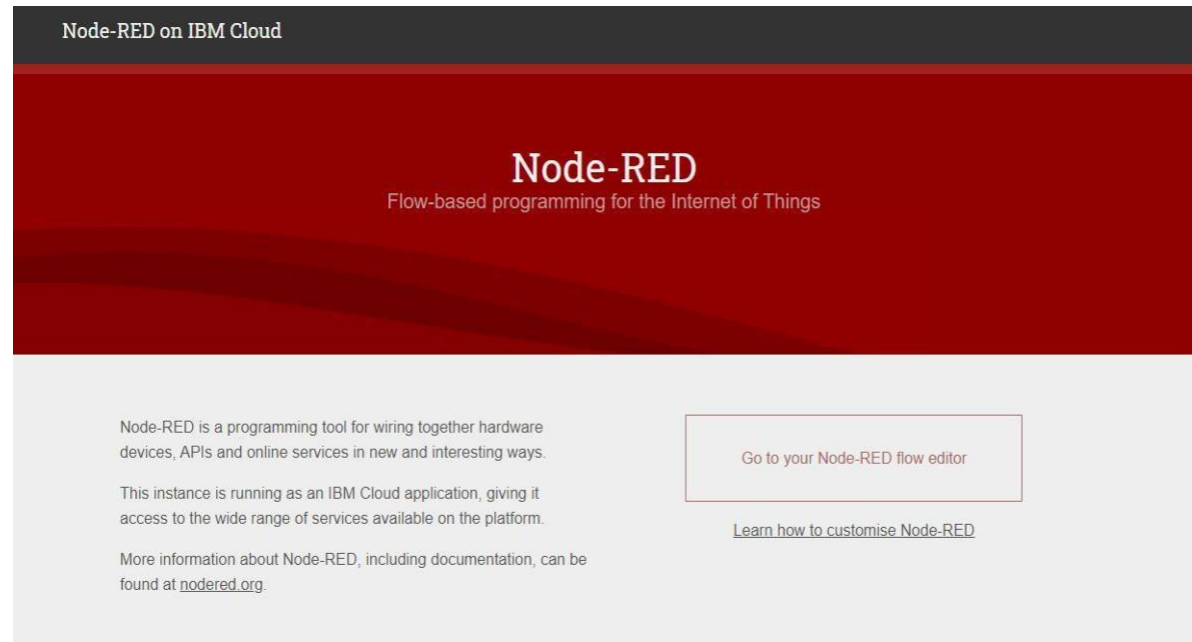 Node-RED on IBM Cloud
Node-RED
Flow-based programming for the Internet of Things
Node-RED is a programming tool for wiring together hardware
devices, APIs and online services in new and interesting ways.
This instance is running as an IBM Cloud application, giving it
access to the wide range of services available on the platform.
More information about Node-RED, including documentation, can be
found at nodered.org.
Go to your Node-RED flow editor
Learn how to customise Node-RED